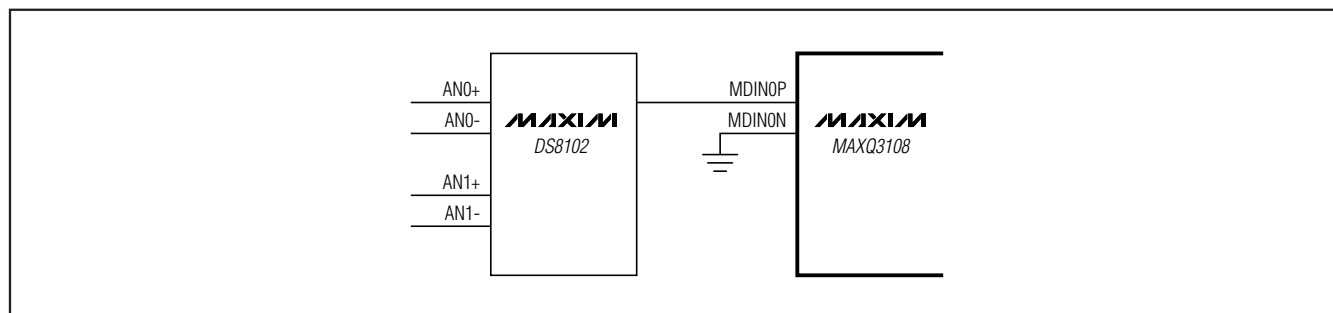 AN0+
AN0-
AN1+
AN1-
MAXIM
DS8102
MDIN0P
MDIN0N
MAXIM
MAXQ3108